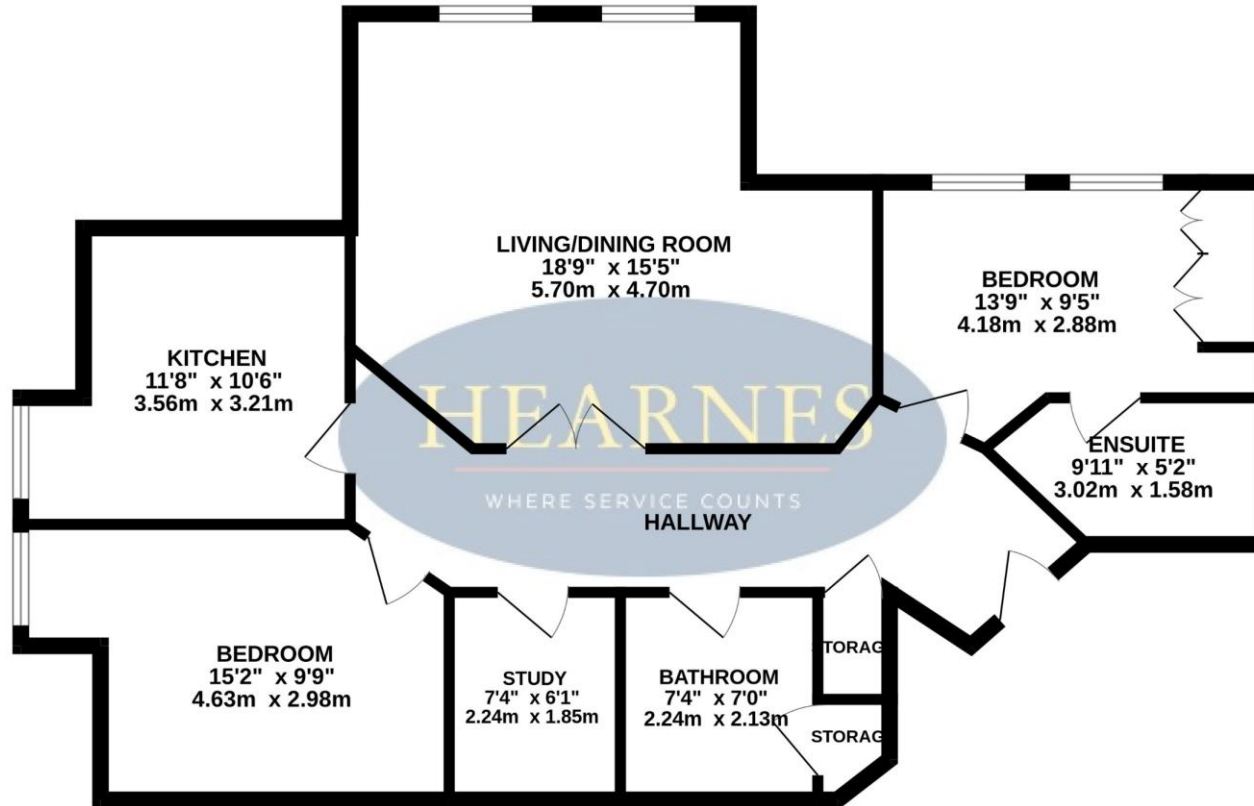 LIVING/DINING ROOM
18'9" x 15'5"
5.70m x 4.70m
BEDROOM
13'9" x 9'5"
4.18m x 2.88m
KITCHEN
11'8" x 10'6"
3.56m x 3.21m
HEARNES
WHERE SERVICE COUNTS
ENSUITE
9'11" x 5'2"
3.02m x 1.58m
HALLWAY
BEDROOM
15'2" x 9'9"
4.63m x 2.98m
STUDY
7'4" x 6'1"
2.24m x 1.85m
BATHROOM
7'4" x 7'0"
2.24m x 2.13m
STORAG
STORAG